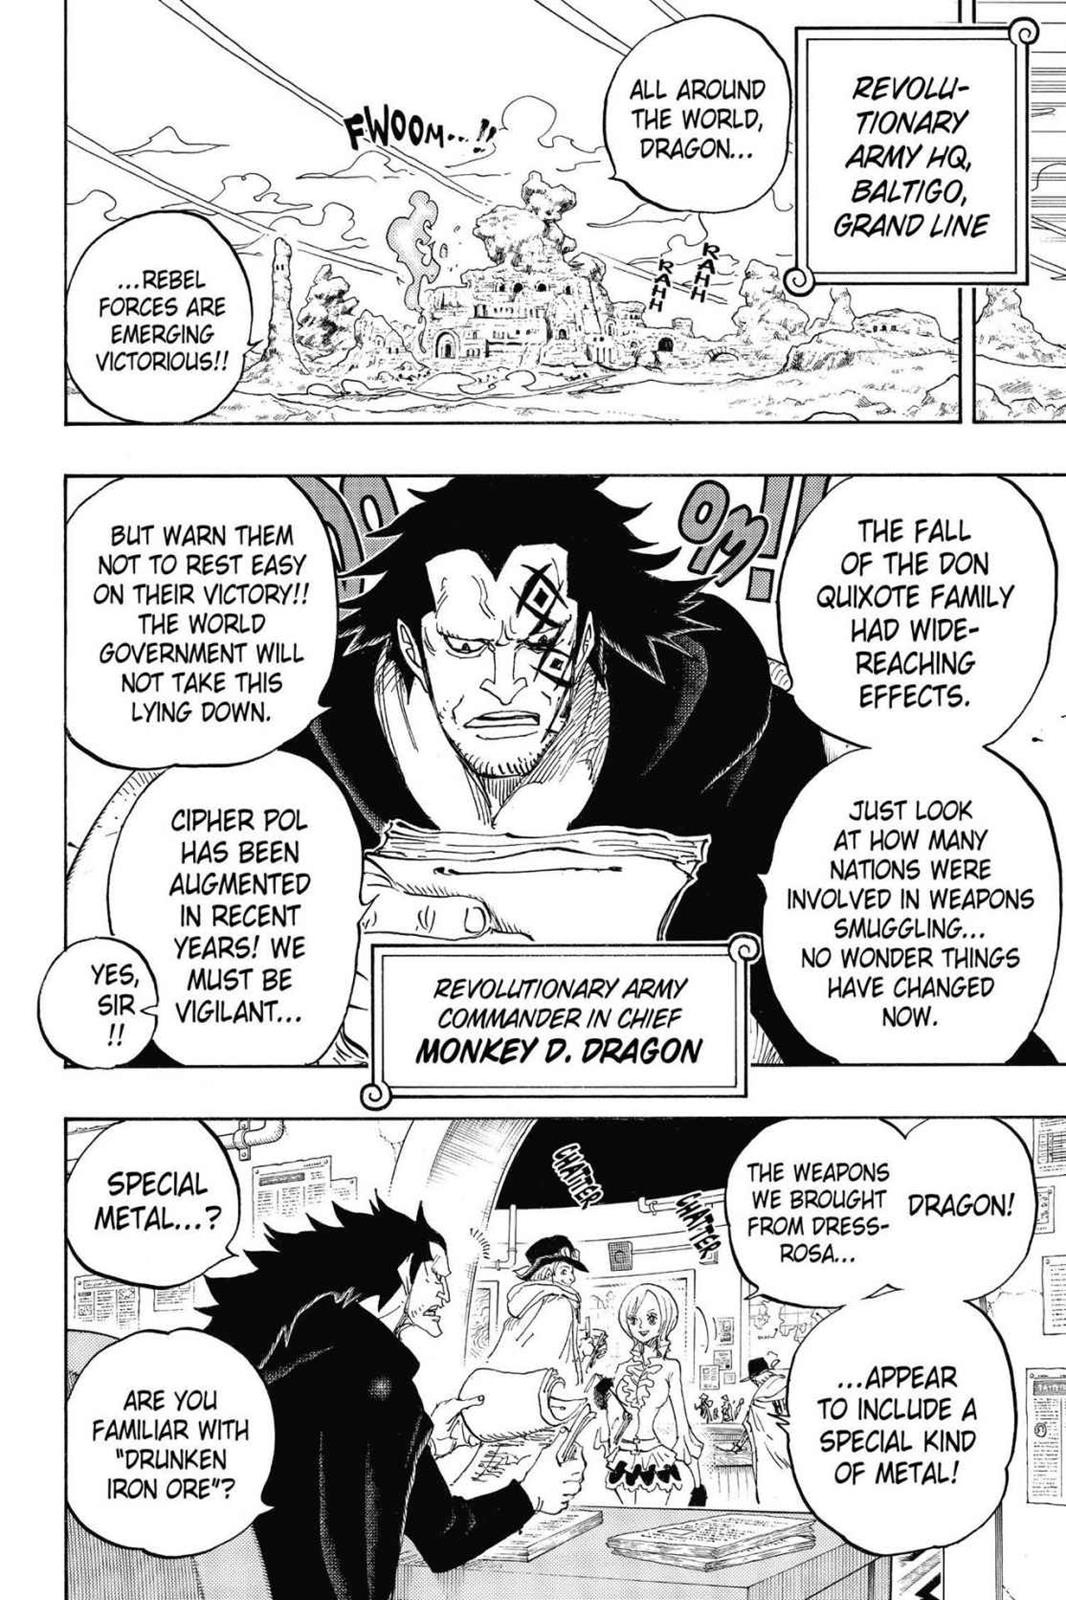 REVOLU-
TIONARY
ARMY HQ,
BALTIGO,
GRAND LINE
ALL AROUND
THE WORLD,
DRAGON...
FWOOM...!!
RAHH
RAHH
...REBEL
FORCES ARE
EMERGING
VICTORIOUS!!
THE FALL
OF THE DON
QUIXOTE FAMILY
HAD WIDE-
REACHING
EFFECTS.
JUST LOOK
AT HOW MANY
NATIONS WERE
INVOLVED IN WEAPONS
SMUGGLING...
NO WONDER THINGS
HAVE CHANGED
NOW.
OM!!
BUT WARN THEM
NOT TO REST EASY
ON THEIR VICTORY!!
THE WORLD
GOVERNMENT WILL
NOT TAKE THIS
LYING DOWN.
CIPHER POL
HAS BEEN
AUGMENTED
IN RECENT
YEARS! WE
MUST BE
VIGILANT...
YES,
SIR
!!
REVOLUTIONARY ARMY
COMMANDER IN CHIEF
MONKEY D. DRAGON
DRAGON!
THE WEAPONS
WE BROUGHT
FROM DRESS-
ROSA...
...APPEAR
TO INCLUDE A
SPECIAL KIND
OF METAL!
CHATTER
CHATTER
SPECIAL
METAL...?
ARE YOU
FAMILIAR WITH
"DRUNKEN
IRON ORE"?